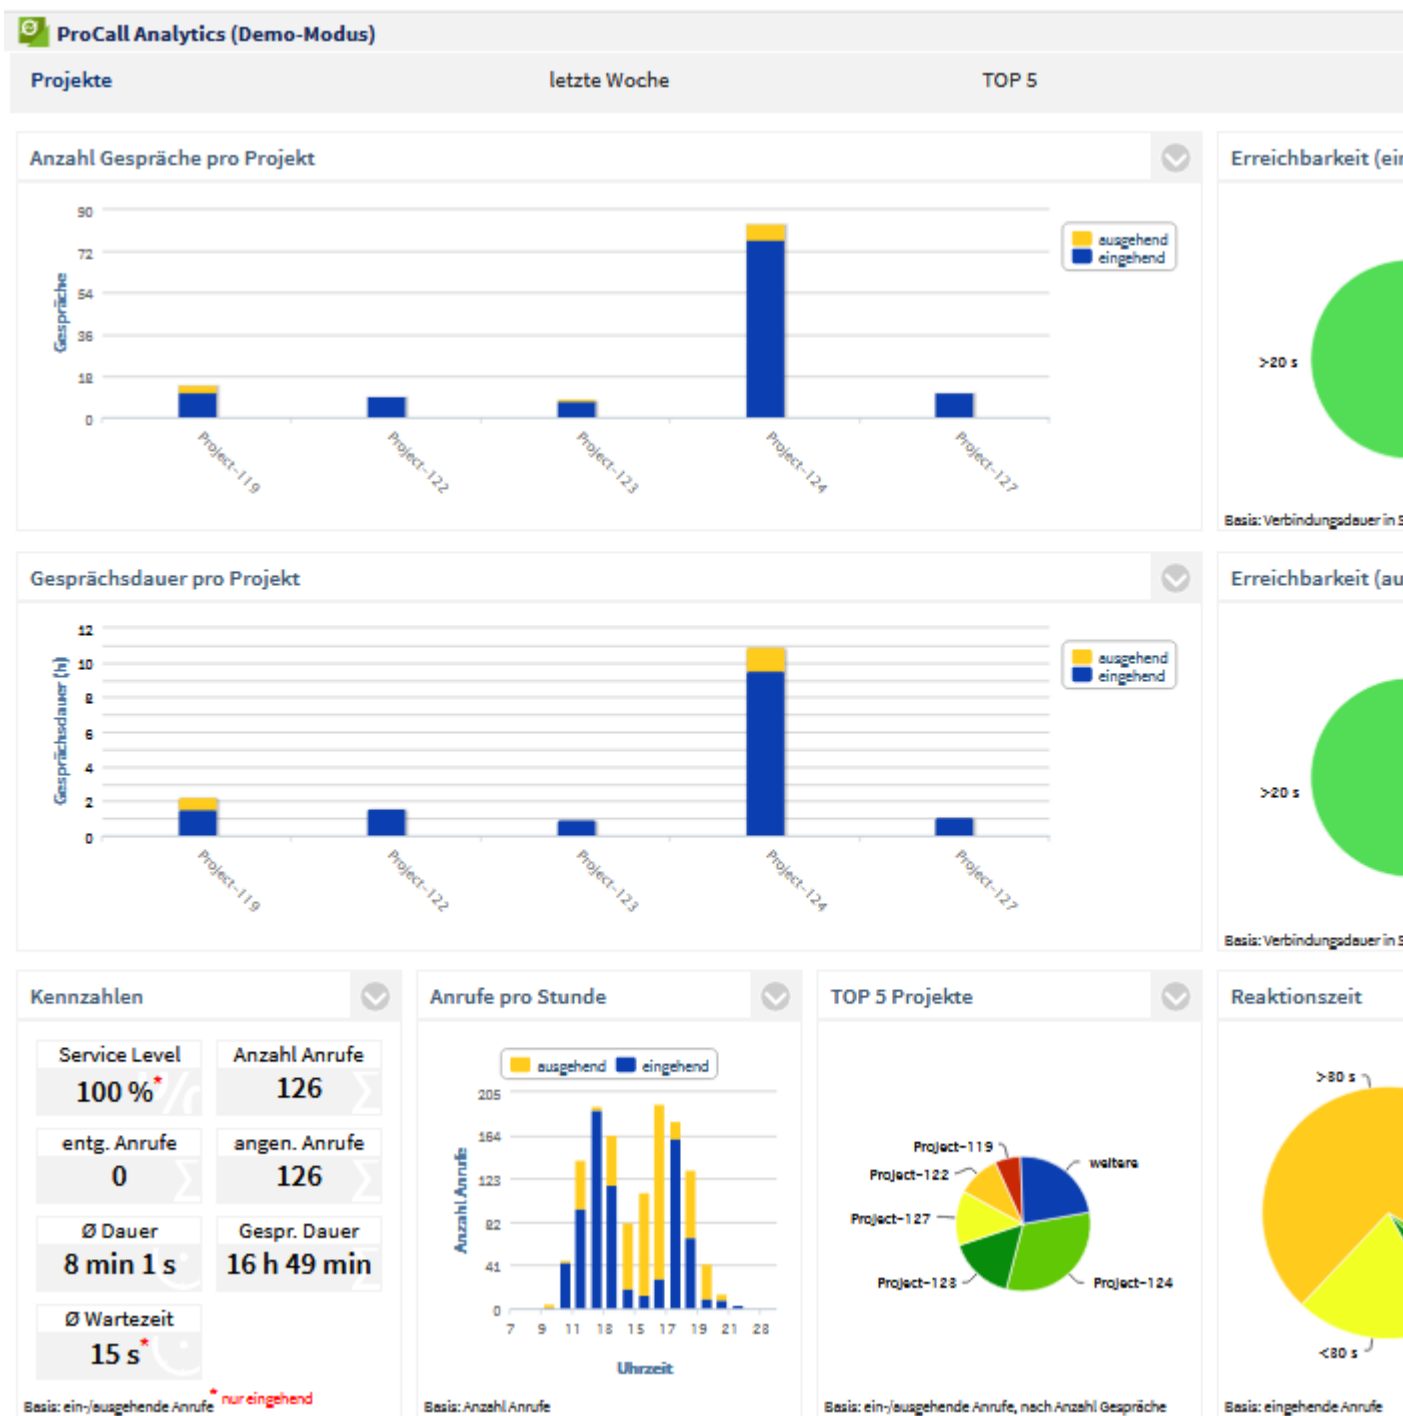 ProCall Analytics (Demo-Modus)
Projekte
letzte Woche
TOP 5
Anzahl Gespräche pro Projekt
90
72
54
36
18
0
Gespräche
Project-119
Project-122
Project-123
Project-124
Project-127
ausgehend
eingehend
Erreichbarkeit (ei
>20 s
Basis: Verbindungsdauer in S
Gesprächsdauer pro Projekt
12
10
8
6
4
2
0
Gesprächsdauer (h)
Project-119
Project-122
Project-123
Project-124
Project-127
ausgehend
eingehend
Erreichbarkeit (au
>20 s
Basis: Verbindungsdauer in S
Kennzahlen
Service Level
100 %*
Anzahl Anrufe
126
entg. Anrufe
0
angen. Anrufe
126
Ø Dauer
8 min 1 s
Gespr. Dauer
16 h 49 min
Ø Wartezeit
15 s*
Basis: ein-/ausgehende Anrufe
* nur eingehend
Anrufe pro Stunde
ausgehend
eingehend
205
164
123
82
41
0
Anzahl Anrufe
7 9 11 13 15 17 19 21 23
Uhrzeit
Basis: Anzahl Anrufe
TOP 5 Projekte
Project-119
weitere
Project-122
Project-127
Project-123
Project-124
Basis: ein-/ausgehende Anrufe, nach Anzahl Gespräche
Reaktionszeit
>30 s
<30 s
Basis: eingehende Anrufe